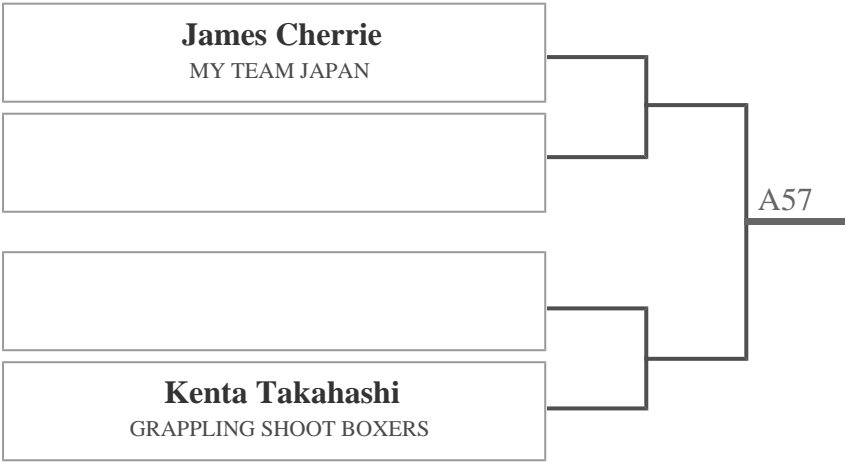 James Cherrie
MY TEAM JAPAN
A57
Kenta Takahashi
GRAPPLING SHOOT BOXERS